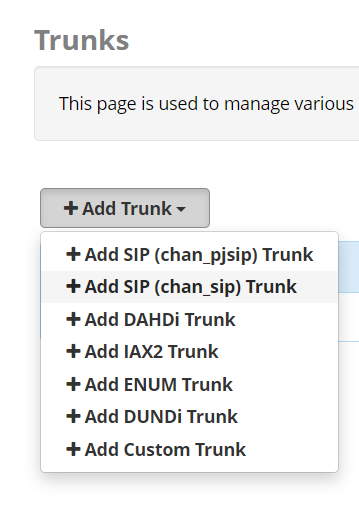 Trunks
This page is used to manage various
+ Add Trunk
+ Add SIP (chan_pjsip) Trunk
+ Add SIP (chan_sip) Trunk
+ Add DAHDi Trunk
+ Add IAX2 Trunk
+ Add ENUM Trunk
+ Add DUNDi Trunk
+ Add Custom Trunk